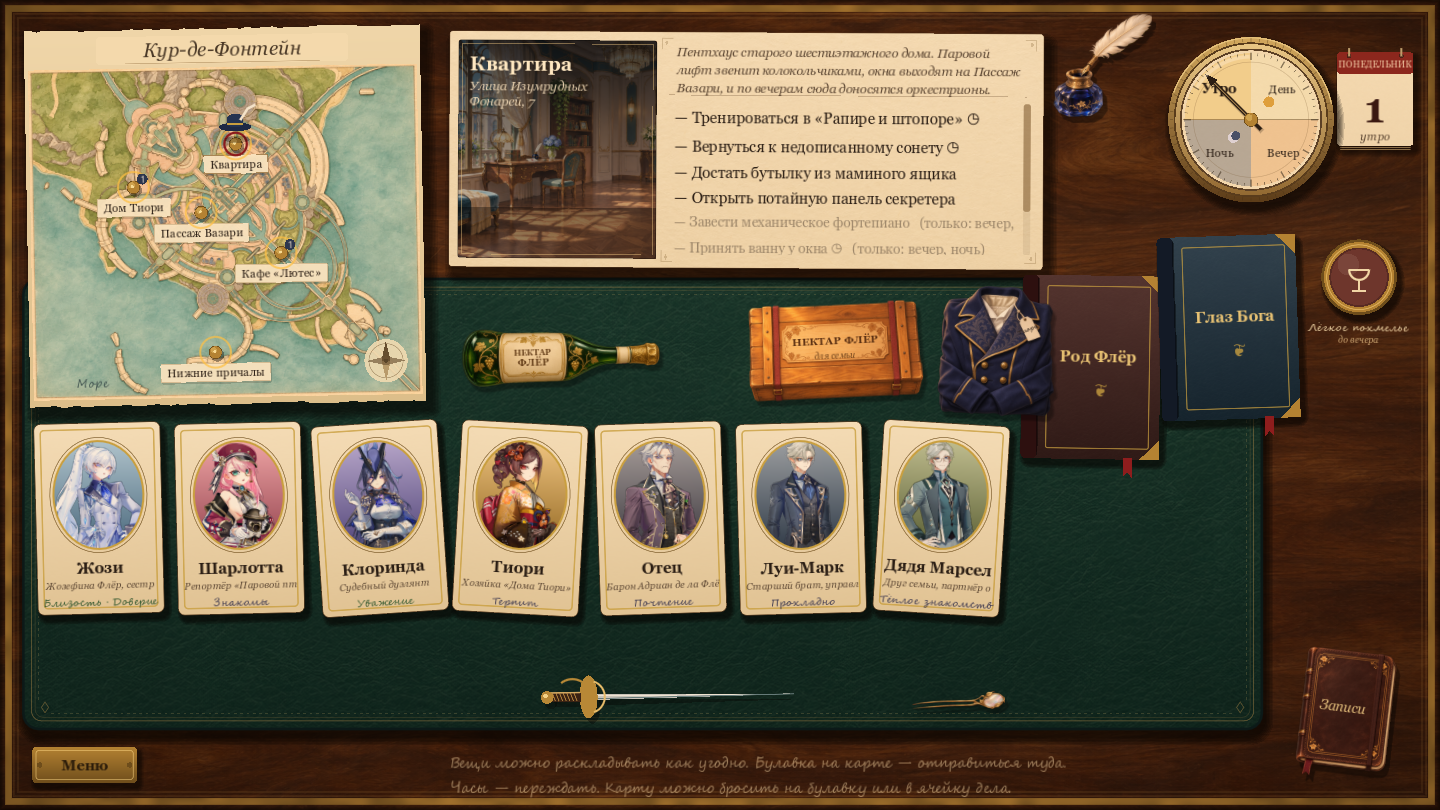 Кур-де-Фонтейн
Квартира
Дом Тиори
1
Пассаж Вазари
Кафе «Лютес»
1
Нижние причалы
Море
Квартира
Улица Изумрудных
Фонарей, 7
Пентхаус старого шестиэтажного дома. Паровой
лифт звенит колокольчиками, окна выходят на Пассаж
Вазари, и по вечерам сюда доносятся оркестрионы.
— Тренироваться в «Рапире и штопоре»
— Вернуться к недописанному сонету
— Достать бутылку из маминого ящика
— Открыть потайную панель секретера
— Завести механическое фортепиано (только: вечер,
— Принять ванну у окна (только: вечер, ночь)
Утро
День
Ночь
Вечер
ПОНЕДЕЛЬНИК
1
утро
НЕКТАР
ФЛЁР
НЕКТАР ФЛЁР
для семьи
Род Флёр
Глаз Бога
Лёгкое похмелье
до вечера
Жози
Жозефина Флёр, сестр
Близость · Доверие
Шарлотта
Репортёр «Паровой пт
Знакомы
Клоринда
Судебный дуэлянт
Уважение
Тиори
Хозяйка «Дома Тиори»
Терпит
Отец
Барон Адриан де ла Флё
Почтение
Луи-Марк
Старший брат, управл
Прохладно
Дядя Марсел
Друг семьи, партнёр о
Тёплое знакомств
Записи
Меню
Вещи можно раскладывать как угодно. Булавка на карте — отправиться туда.
Часы — переждать. Карту можно бросить на булавку или в ячейку дела.